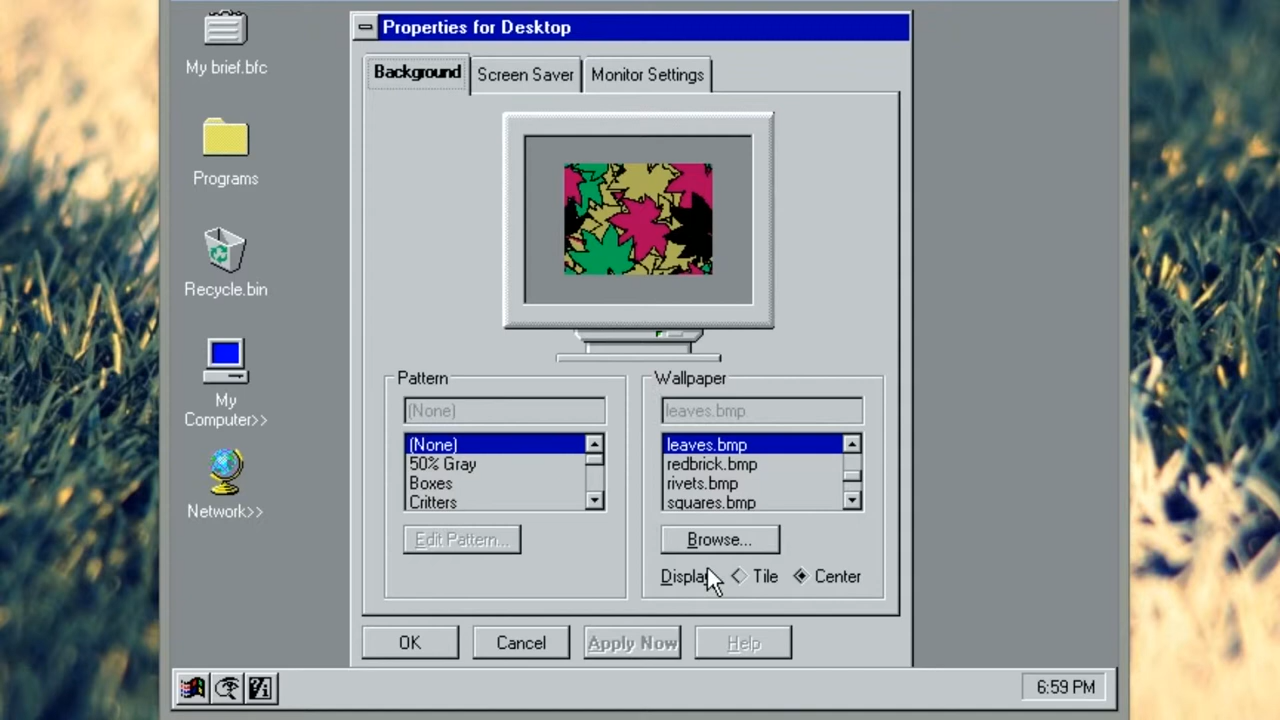 My brief.bfc
Programs
Recycle.bin
My
Computer>>
Network>>
Properties for Desktop
Background
Screen Saver
Monitor Settings
Pattern
(None)
(None)
50% Gray
Boxes
Critters
Edit Pattern...
Wallpaper
leaves.bmp
leaves.bmp
redbrick.bmp
rivets.bmp
squares.bmp
Browse...
Display Tile Center
OK
Cancel
Apply Now
Help
6:59 PM